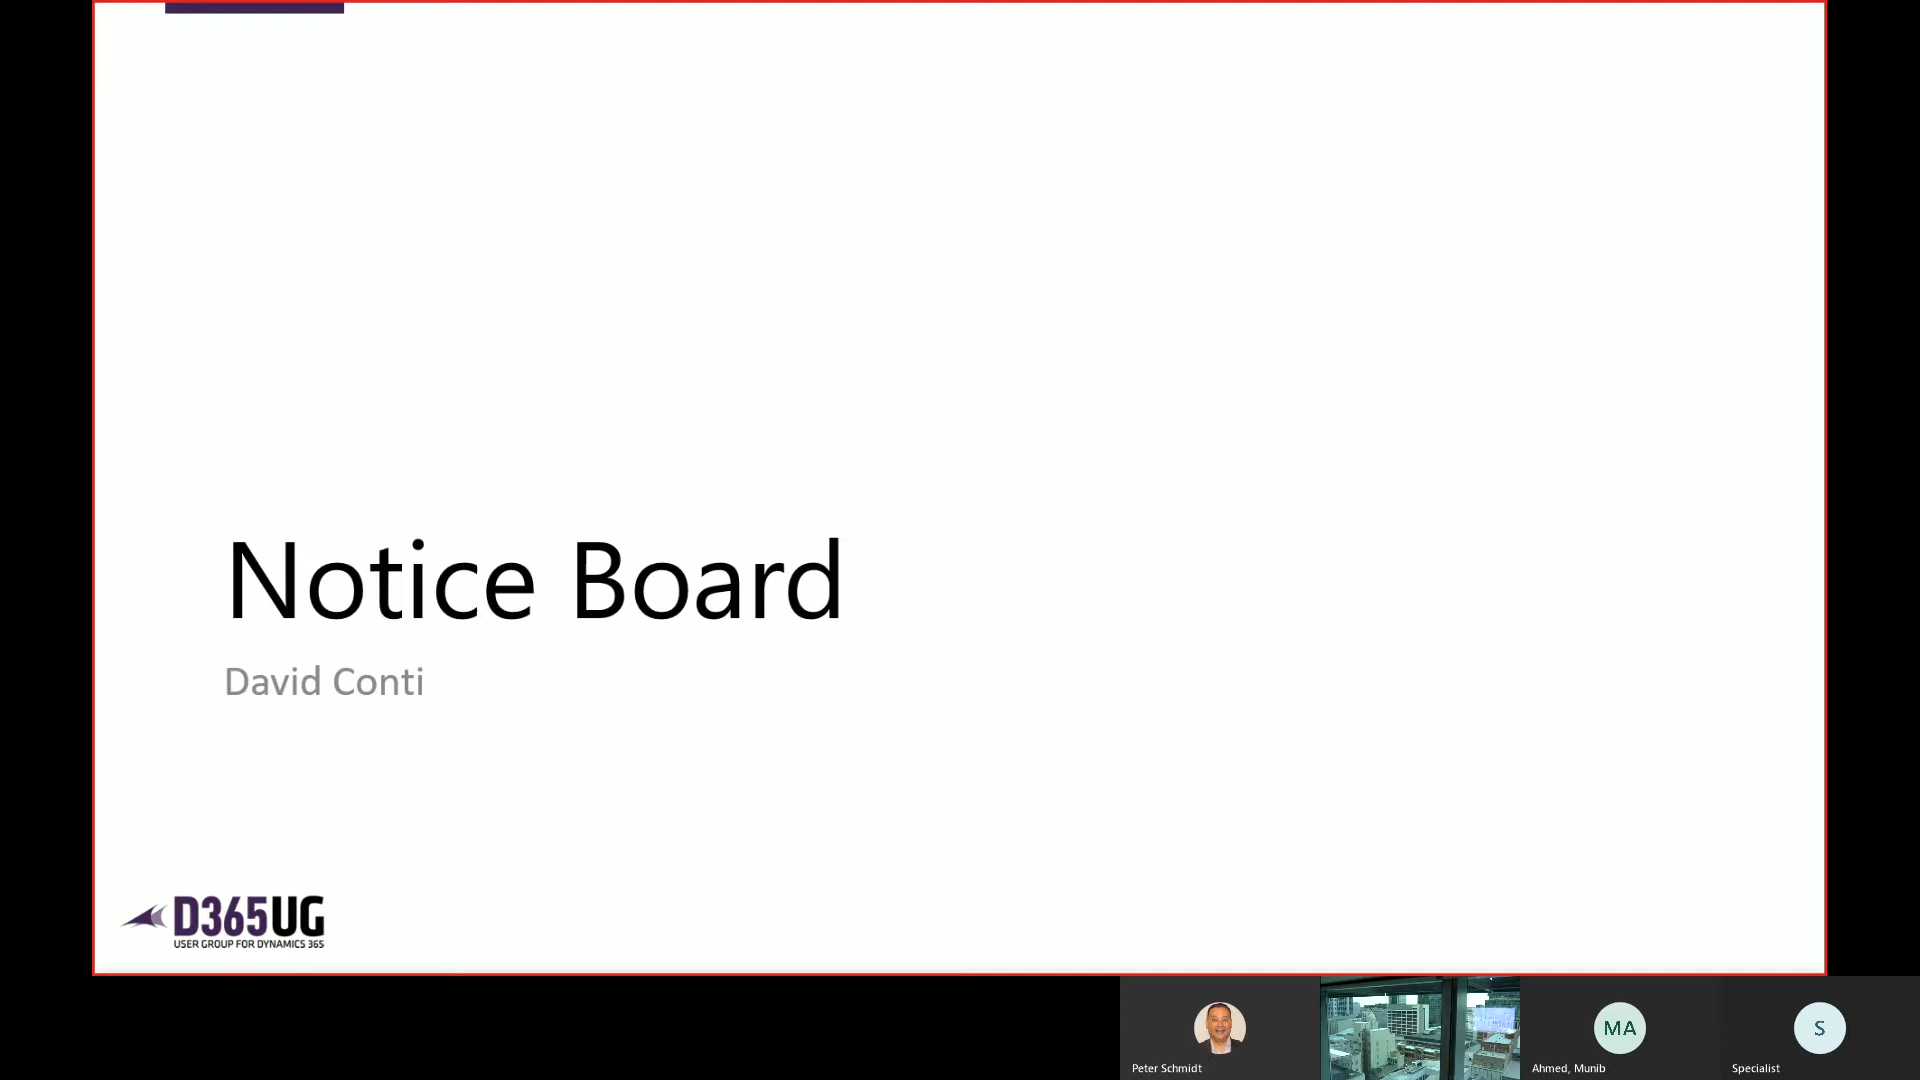 Notice Board
David Conti
D365UG
USER GROUP FOR DYNAMICS 365
Peter Schmidt
MA
Ahmed, Munib
S
Specialist